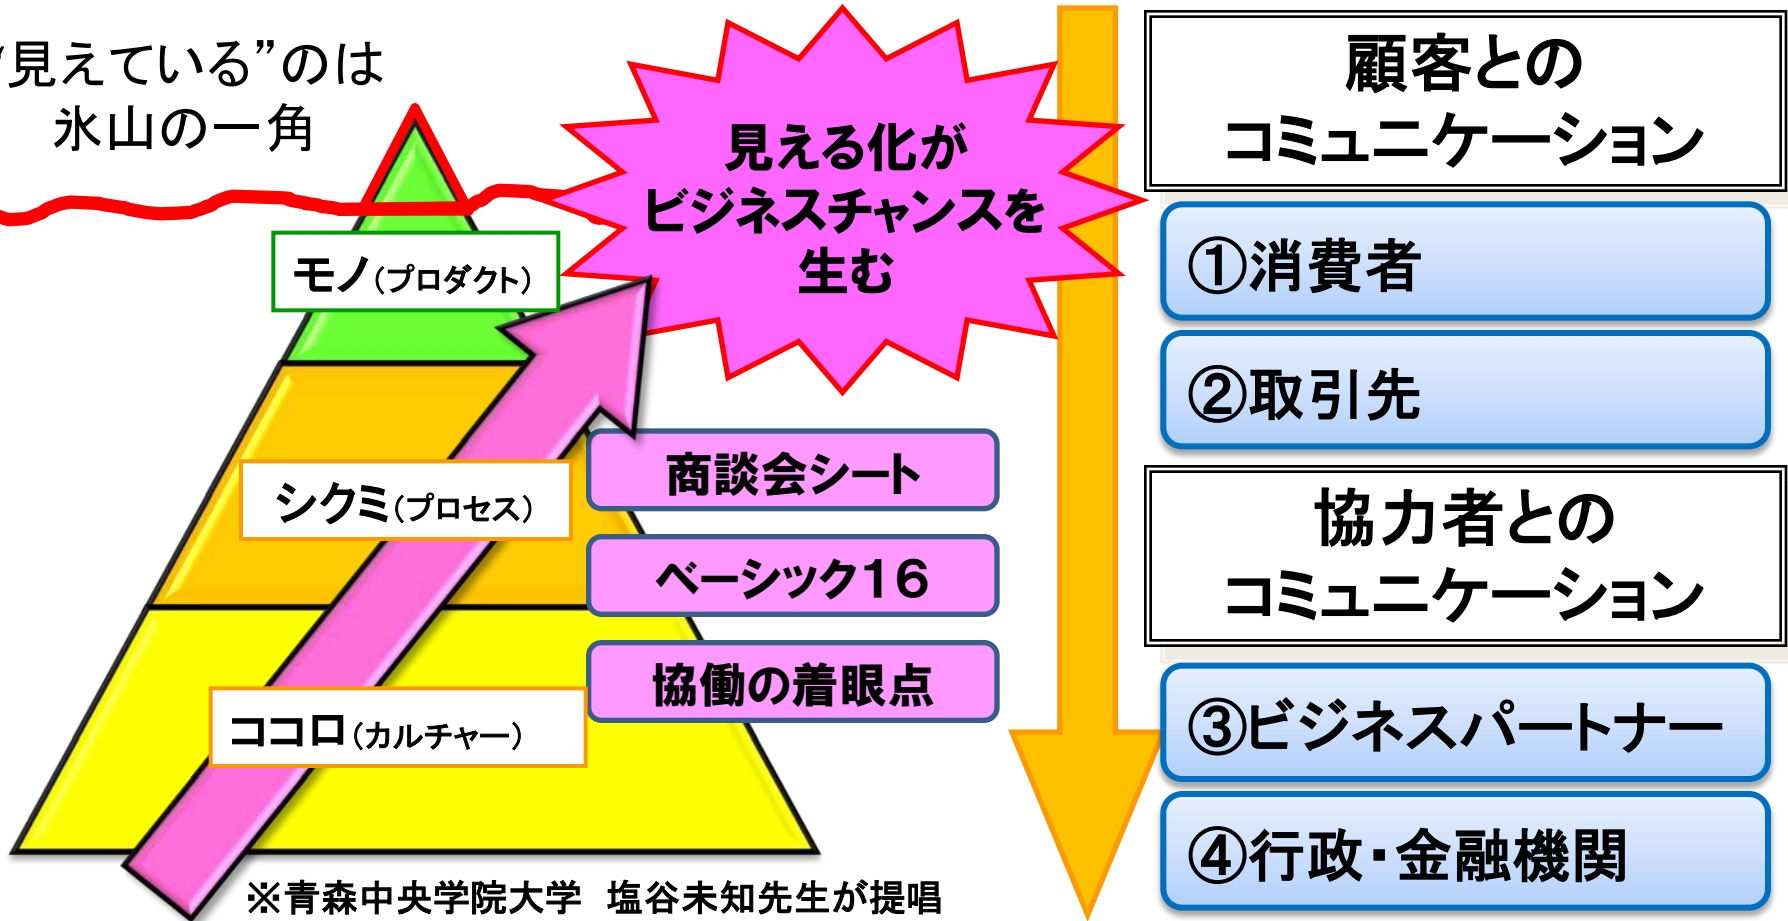 “見えている”のは
氷山の一角
見える化が
ビジネスチャンスを
生む
モノ(プロダクト)
シクミ(プロセス)
ココロ(カルチャー)
商談会シート
ベーシック16
協働の着眼点
※青森中央学院大学 塩谷未知先生が提唱
顧客との
コミュニケーション
①消費者
②取引先
協力者との
コミュニケーション
③ビジネスパートナー
④行政・金融機関